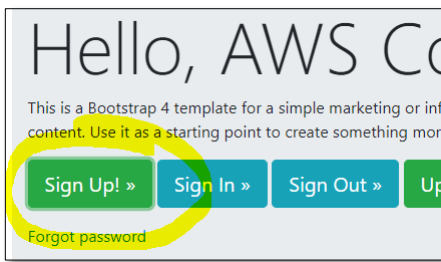 Hello, AWS Co
This is a Bootstrap 4 template for a simple marketing or inf
content. Use it as a starting point to create something mor
Sign Up! » Sign In » Sign Out » Up
Forgot password